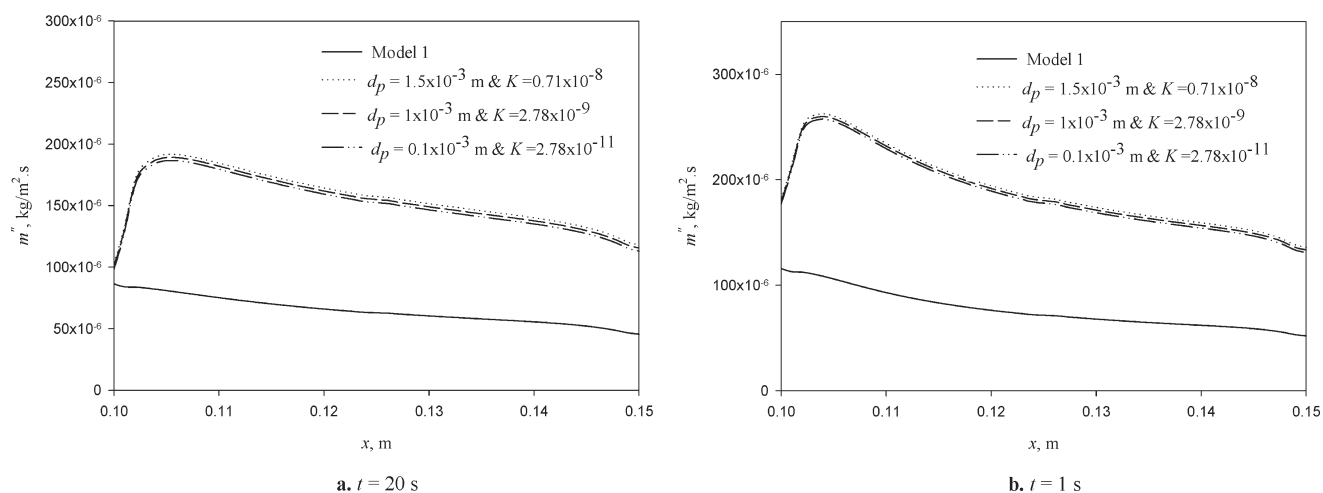 300x10-6
250x10-6
200x10-6
150x10-6
100x10-6
50x10-6
0
m″, kg/m2.s
Model 1
dp = 1.5x10-3 m & K =0.71x10-8
dp = 1x10-3 m & K =2.78x10-9
dp = 0.1x10-3 m & K =2.78x10-11
0.10 0.11 0.12 0.13 0.14 0.15
x, m
a. t = 20 s
300x10-6
200x10-6
100x10-6
0
m″, kg/m2.s
Model 1
dp = 1.5x10-3 m & K =0.71x10-8
dp = 1x10-3 m & K =2.78x10-9
dp = 0.1x10-3 m & K =2.78x10-11
0.10 0.11 0.12 0.13 0.14 0.15
x, m
b. t = 1 s